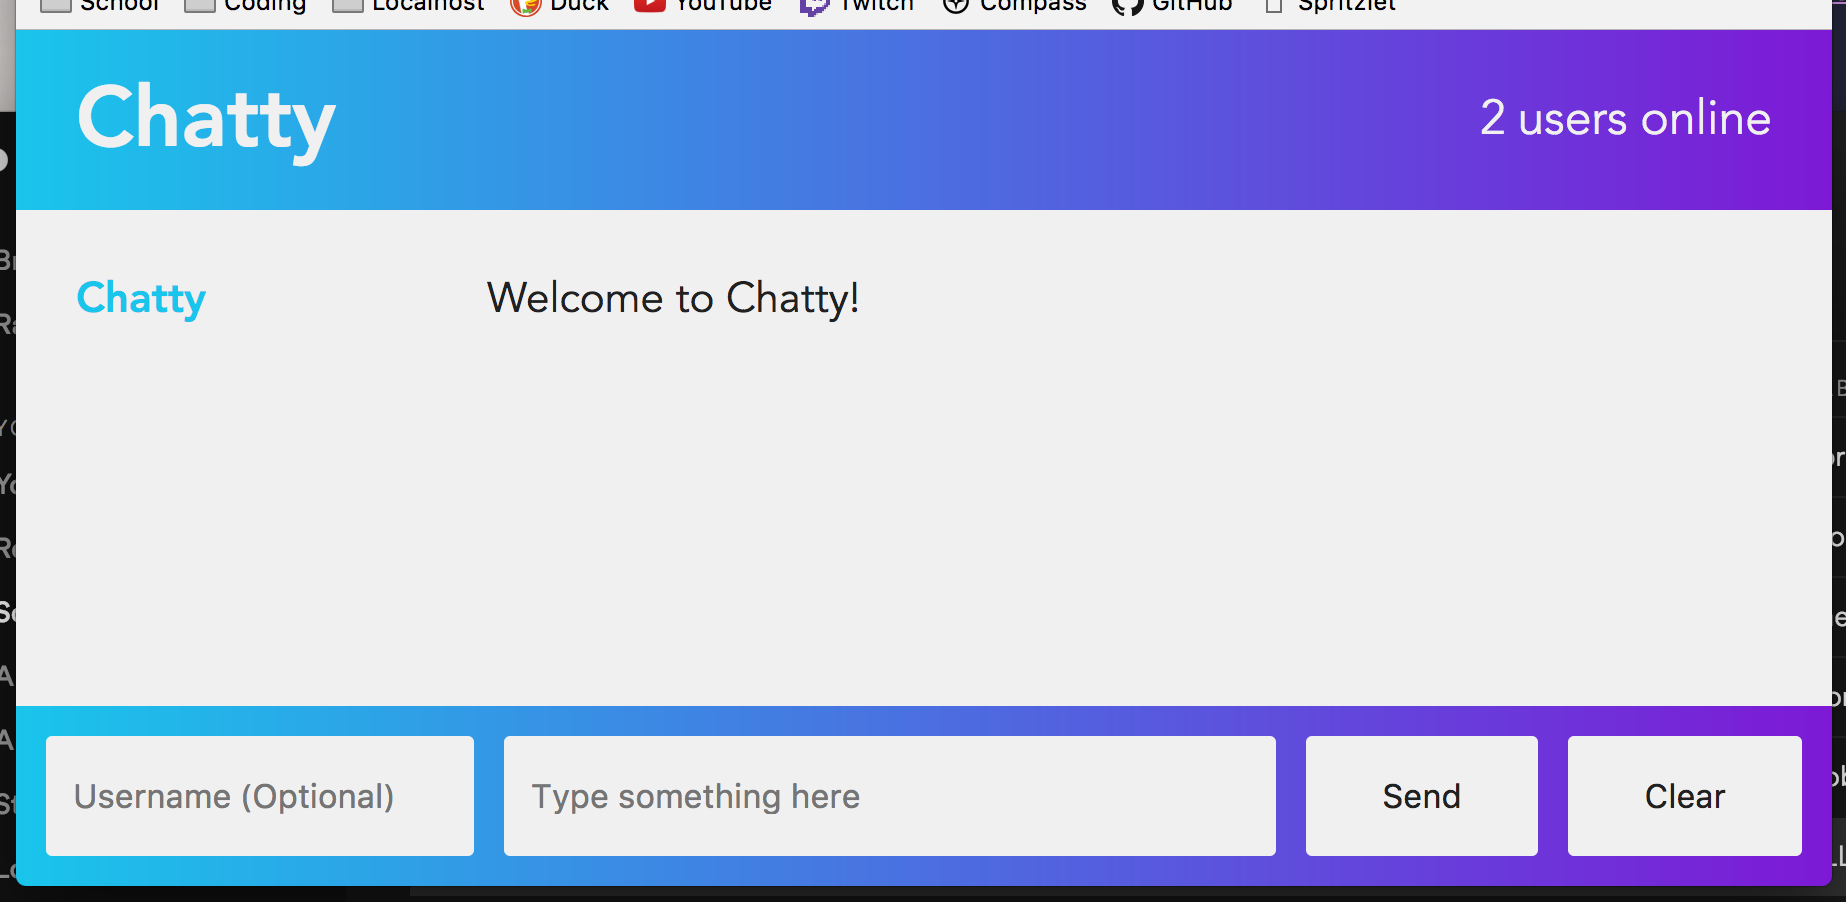 School Coding Localhost Duck YouTube Twitch Compass GitHub Spritzlet
Chatty
2 users online
Chatty Welcome to Chatty!
Username (Optional) Type something here Send Clear